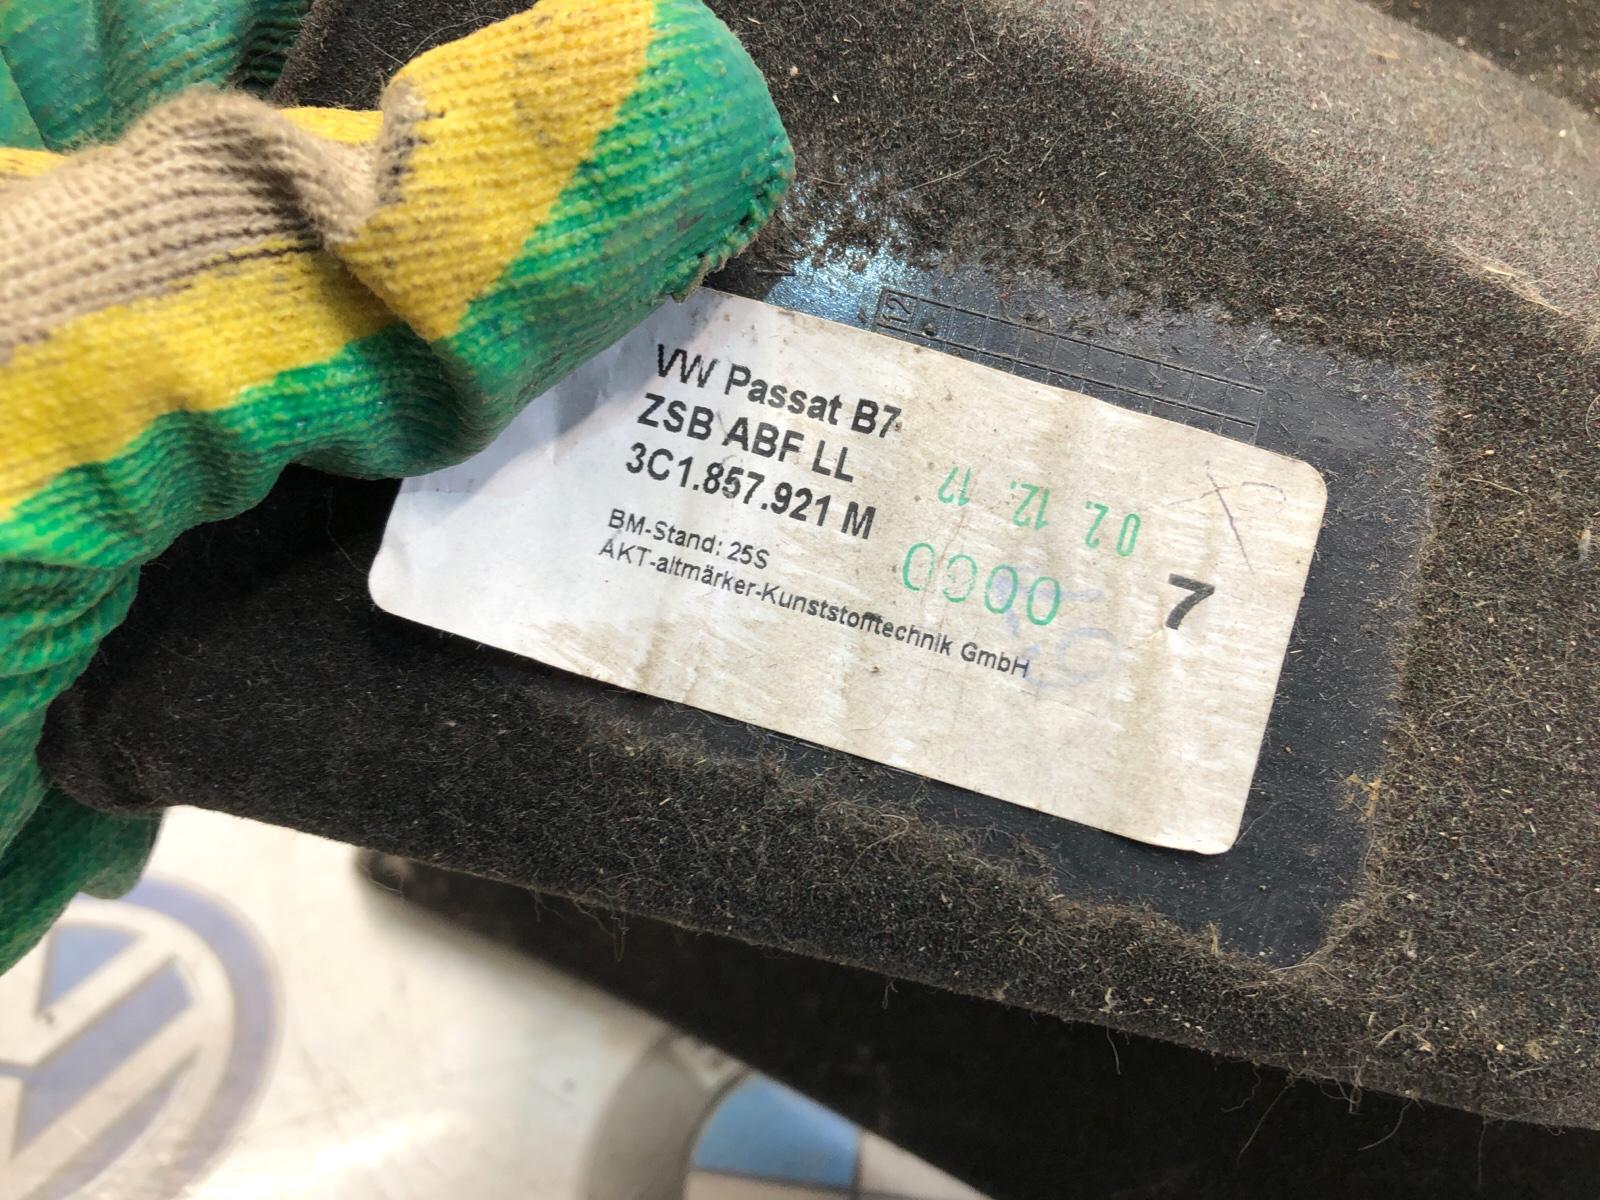 12
VW Passat B7
ZSB ABF LL
3C1.857.921 M
BM-Stand: 25S
AKT-altmärker-Kunststofftechnik GmbH
02. 12. 17
7